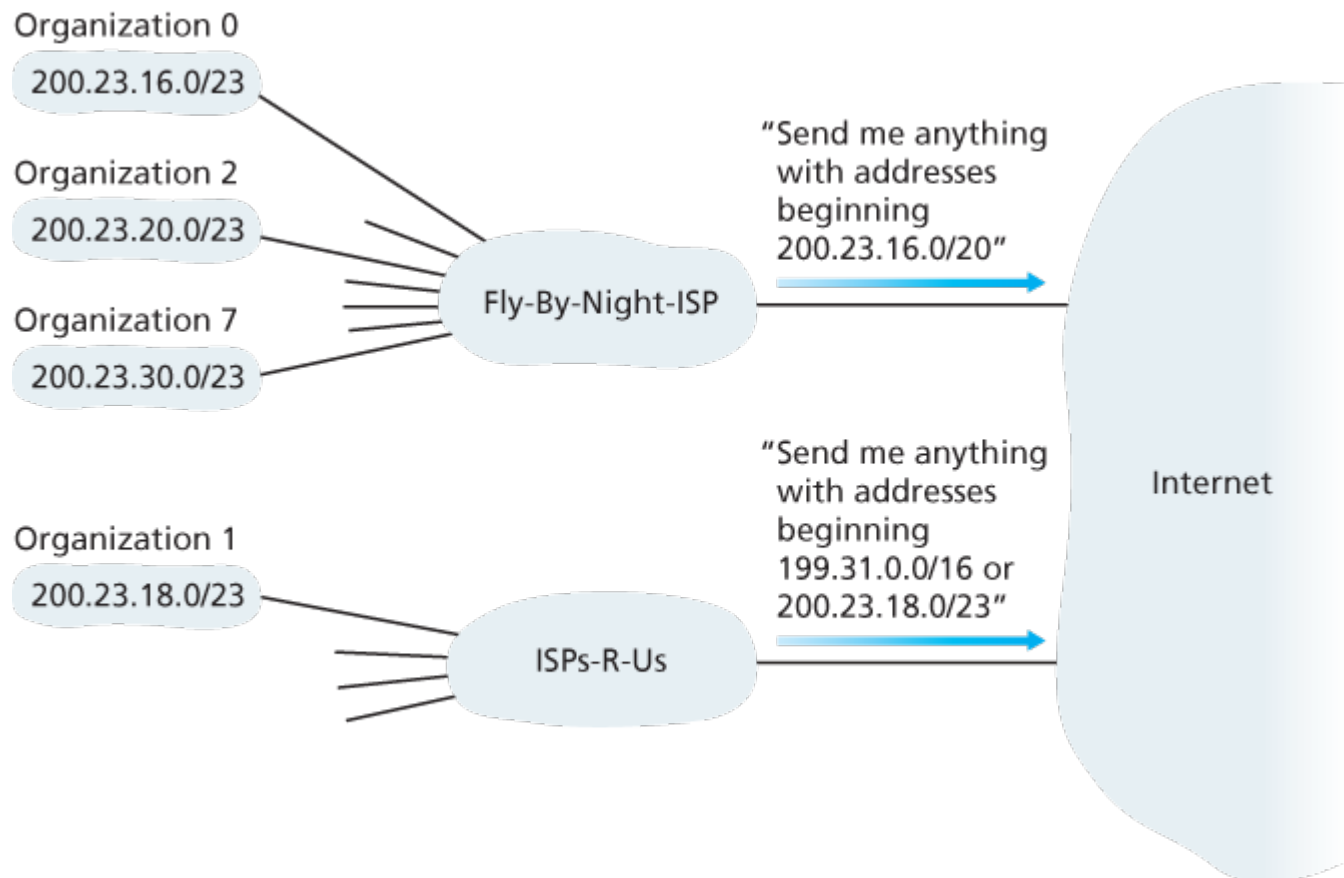 Organization 0
200.23.16.0/23
Organization 2
200.23.20.0/23
Organization 7
200.23.30.0/23
Fly-By-Night-ISP
“Send me anything
with addresses
beginning
200.23.16.0/20”
Organization 1
200.23.18.0/23
ISPs-R-Us
“Send me anything
with addresses
beginning
199.31.0.0/16 or
200.23.18.0/23”
Internet